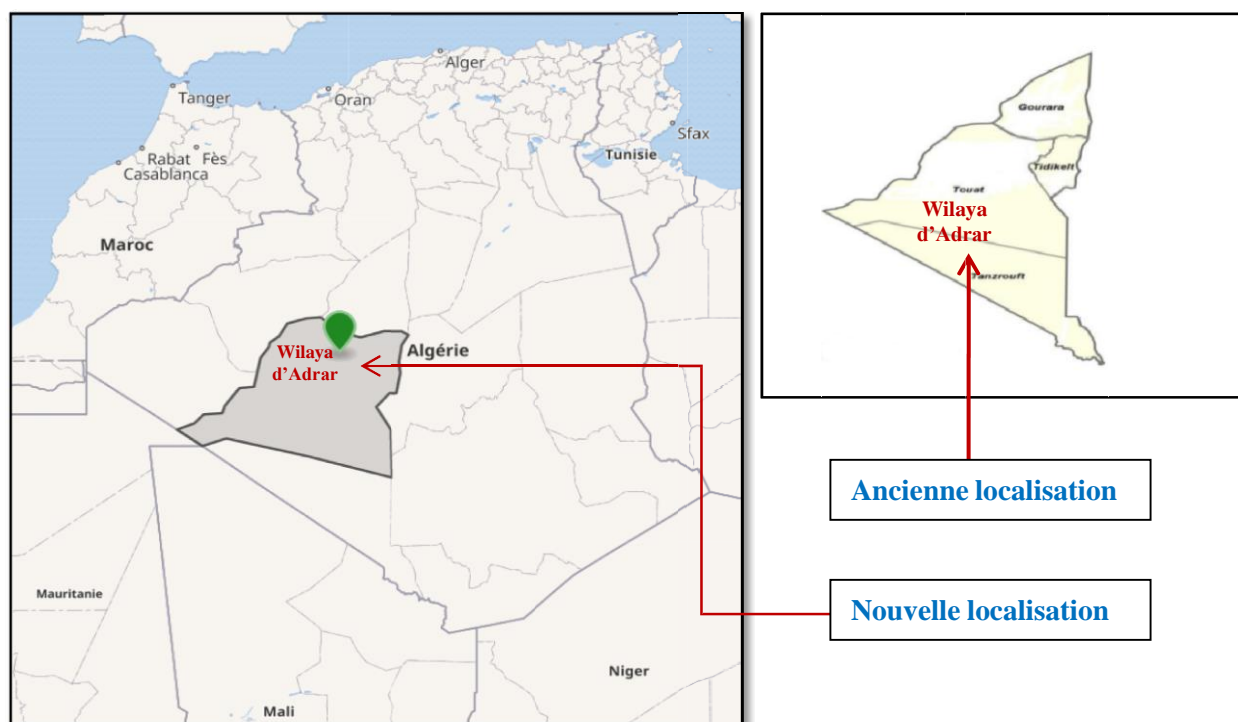 Alger
Tanger
Oran
Sfax
Rabat
Fès
Tunisie
Casablanca
Maroc
Algérie
Wilaya
d'Adrar
Mauritanie
Niger
Mali
Gourara
Tidikelt
Touat
Wilaya
d'Adrar
Tanzrouft
Ancienne localisation
Nouvelle localisation